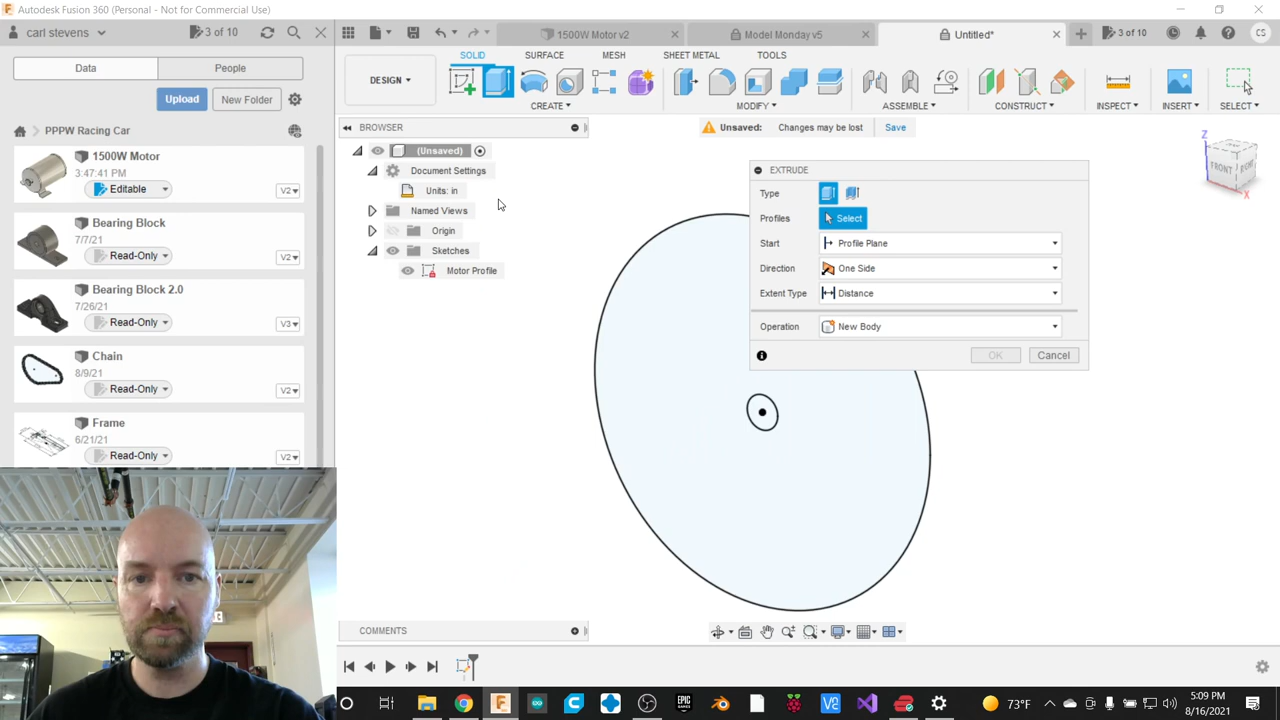 Autodesk Fusion 360 (Personal - Not for Commercial Use)
carl stevens
3 of 10
1500W Motor v2
Model Monday v5
Untitled*
3 of 10
CS
Data
People
Upload
New Folder
DESIGN
SOLID
SURFACE
MESH
SHEET METAL
TOOLS
CREATE
MODIFY
ASSEMBLE
CONSTRUCT
INSPECT
INSERT
SELECT
PPPW Racing Car
BROWSER
Unsaved:
Changes may be lost
Save
(Unsaved)
Document Settings
Units: in
Named Views
Origin
Sketches
Motor Profile
1500W Motor
3:47:41 PM
Editable
V2
Bearing Block
7/7/21
Read-Only
V2
Bearing Block 2.0
7/26/21
Read-Only
V3
Chain
8/9/21
Read-Only
V2
Frame
6/21/21
Read-Only
V2
EXTRUDE
Type
Profiles
Select
Start
Profile Plane
Direction
One Side
Extent Type
Distance
Operation
New Body
OK
Cancel
Z
FRONT
X
COMMENTS
73°F
5:09 PM
8/16/2021